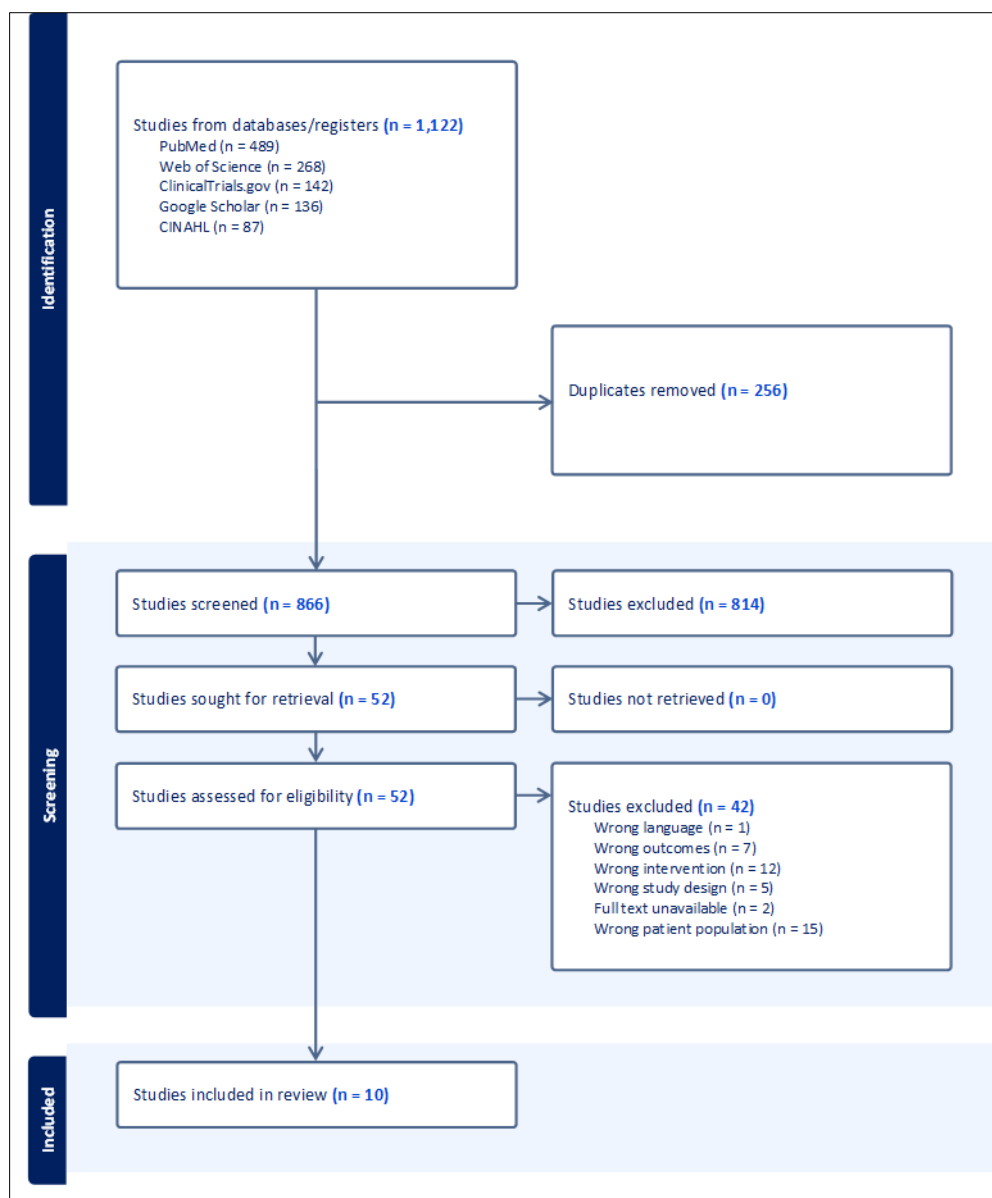 Identification
Studies from databases/registers (n = 1,122)
PubMed (n = 489)
Web of Science (n = 268)
ClinicalTrials.gov (n = 142)
Google Scholar (n = 136)
CINAHL (n = 87)
Duplicates removed (n = 256)
Screening
Studies screened (n = 866)
Studies excluded (n = 814)
Studies sought for retrieval (n = 52)
Studies not retrieved (n = 0)
Studies assessed for eligibility (n = 52)
Studies excluded (n = 42)
Wrong language (n = 1)
Wrong outcomes (n = 7)
Wrong intervention (n = 12)
Wrong study design (n = 5)
Full text unavailable (n = 2)
Wrong patient population (n = 15)
Included
Studies included in review (n = 10)